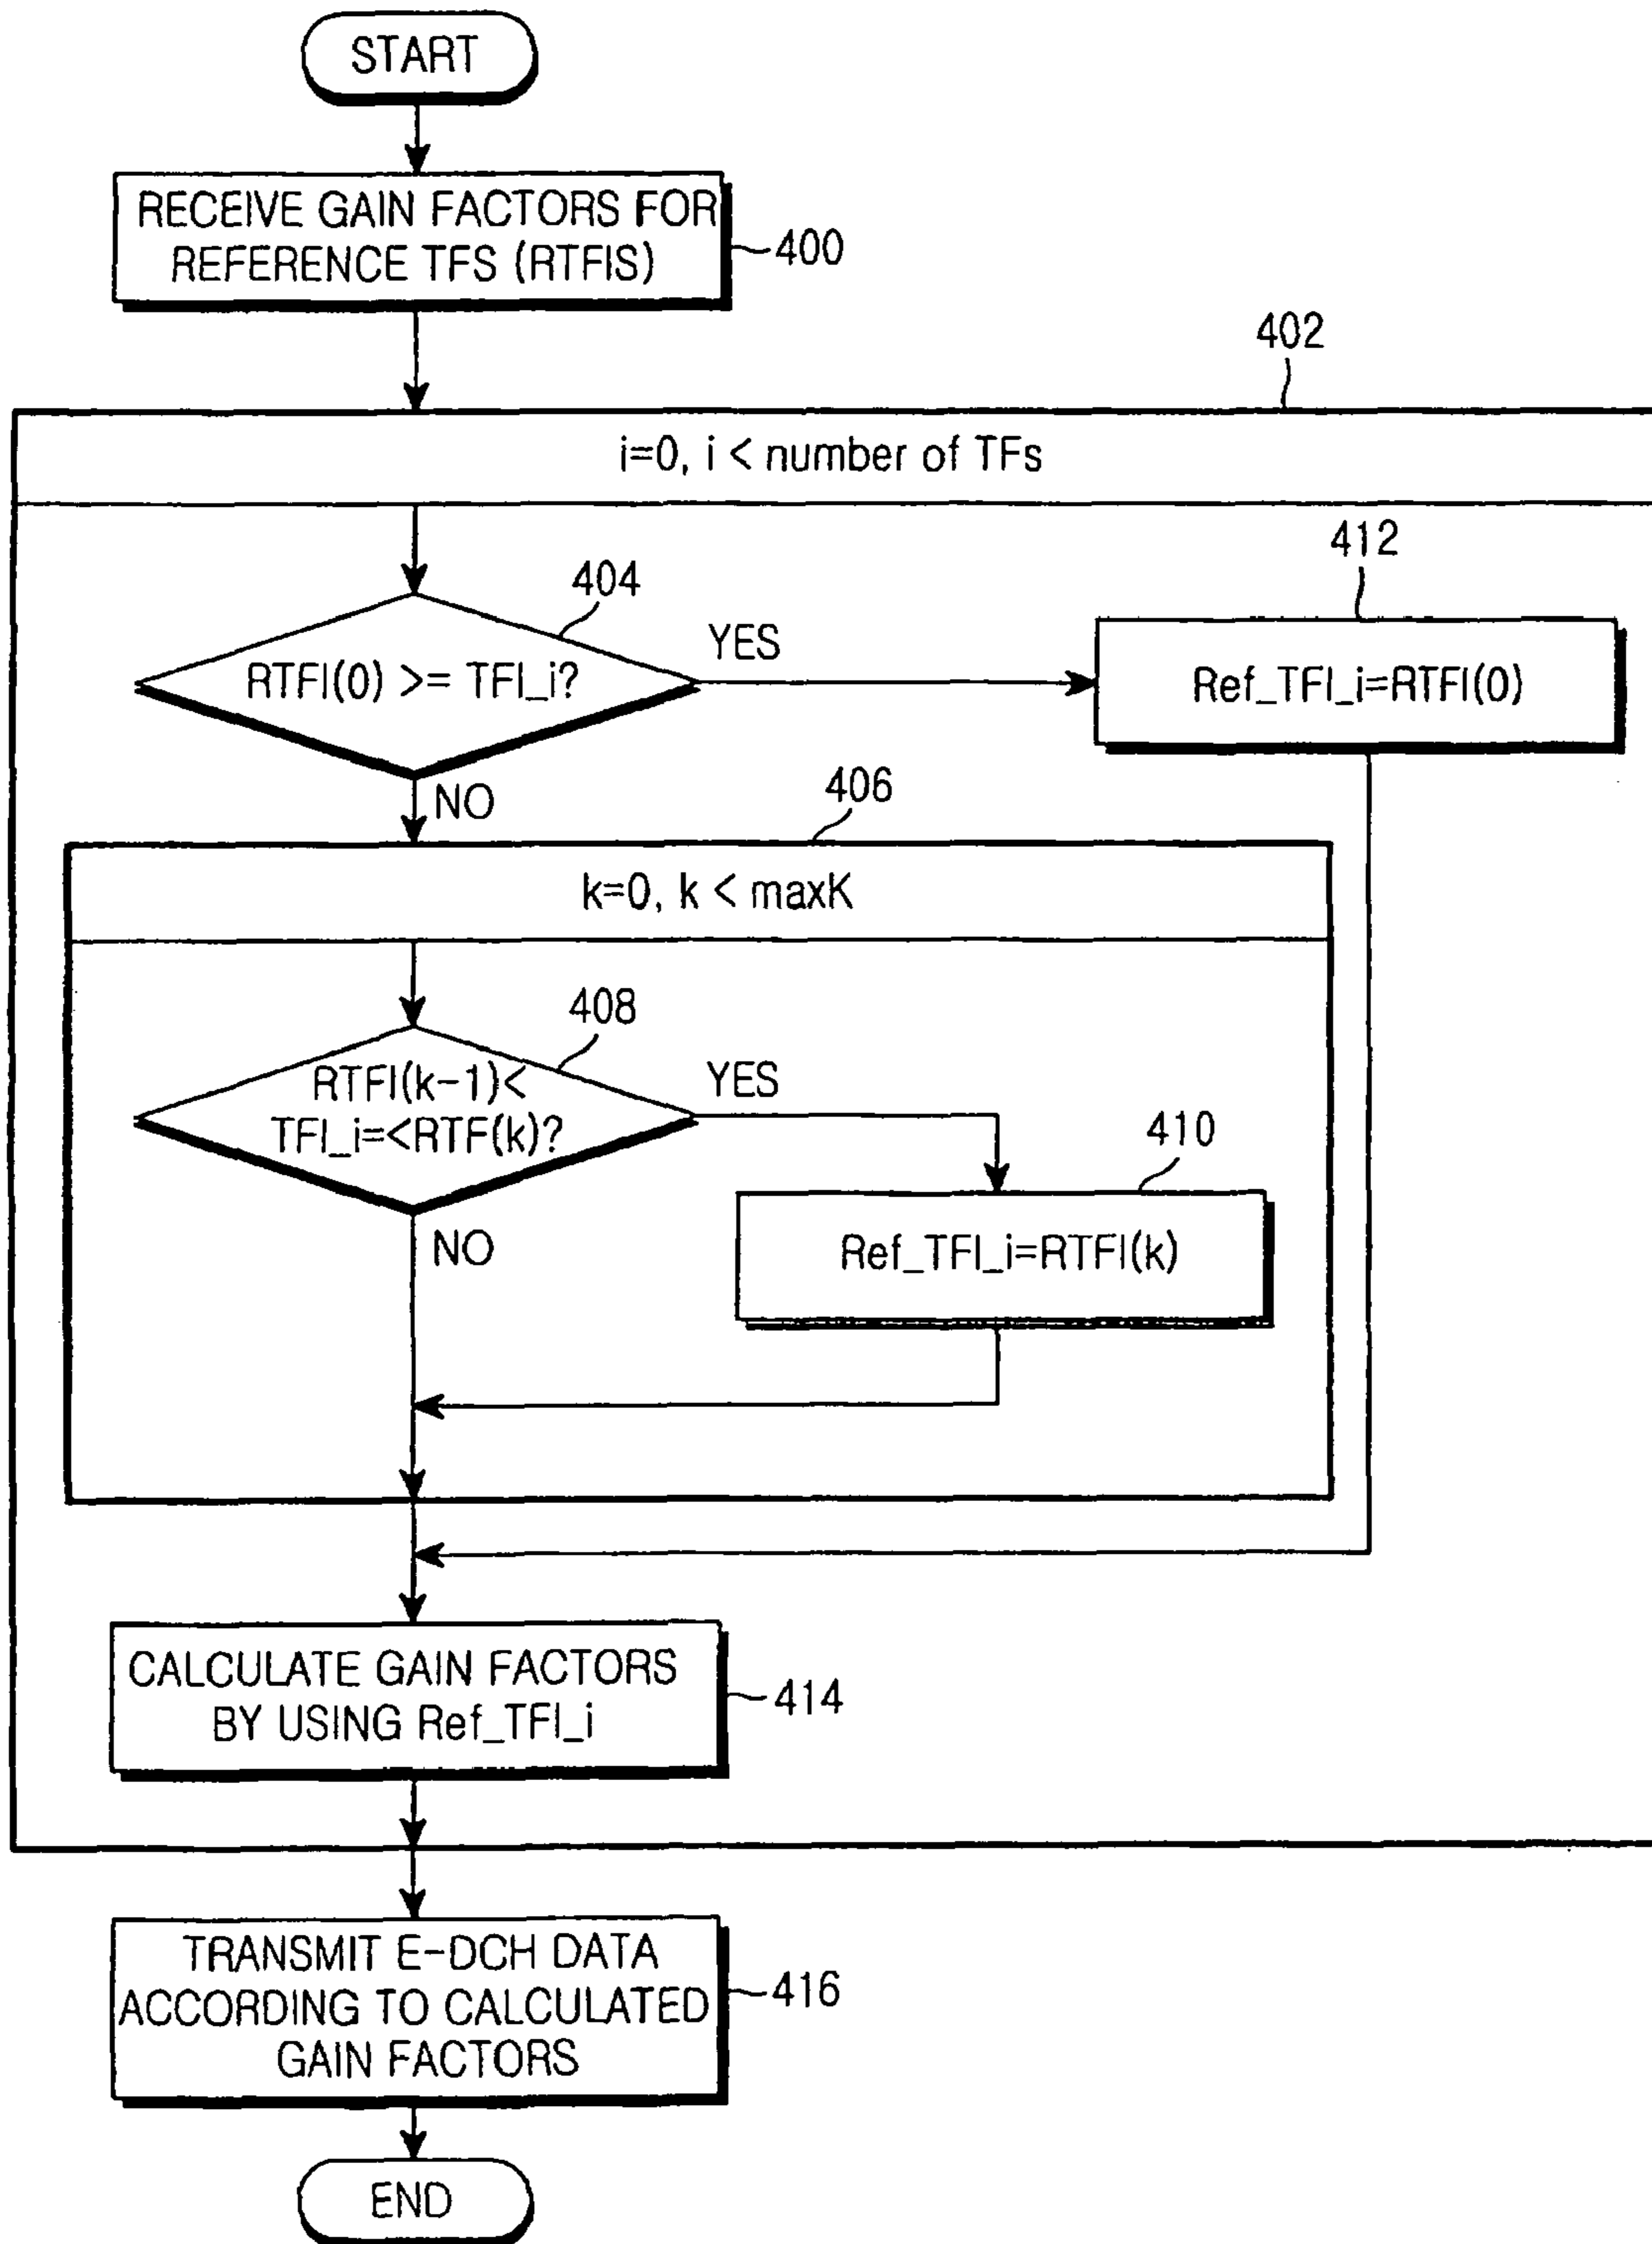 START
RECEIVE GAIN FACTORS FOR
REFERENCE TFS (RTFIS)
400
402
i=0, i < number of TFs
412
404
RTFI(0) >= TFI_i?
YES
Ref_TFI_i=RTFI(0)
NO
406
k=0, k < maxK
408
RTFI(k-1)<
TFI_i=<RTF(k)?
YES
410
Ref_TFI_i=RTFI(k)
NO
CALCULATE GAIN FACTORS
BY USING Ref_TFI_i
414
TRANSMIT E-DCH DATA
ACCORDING TO CALCULATED
GAIN FACTORS
416
END